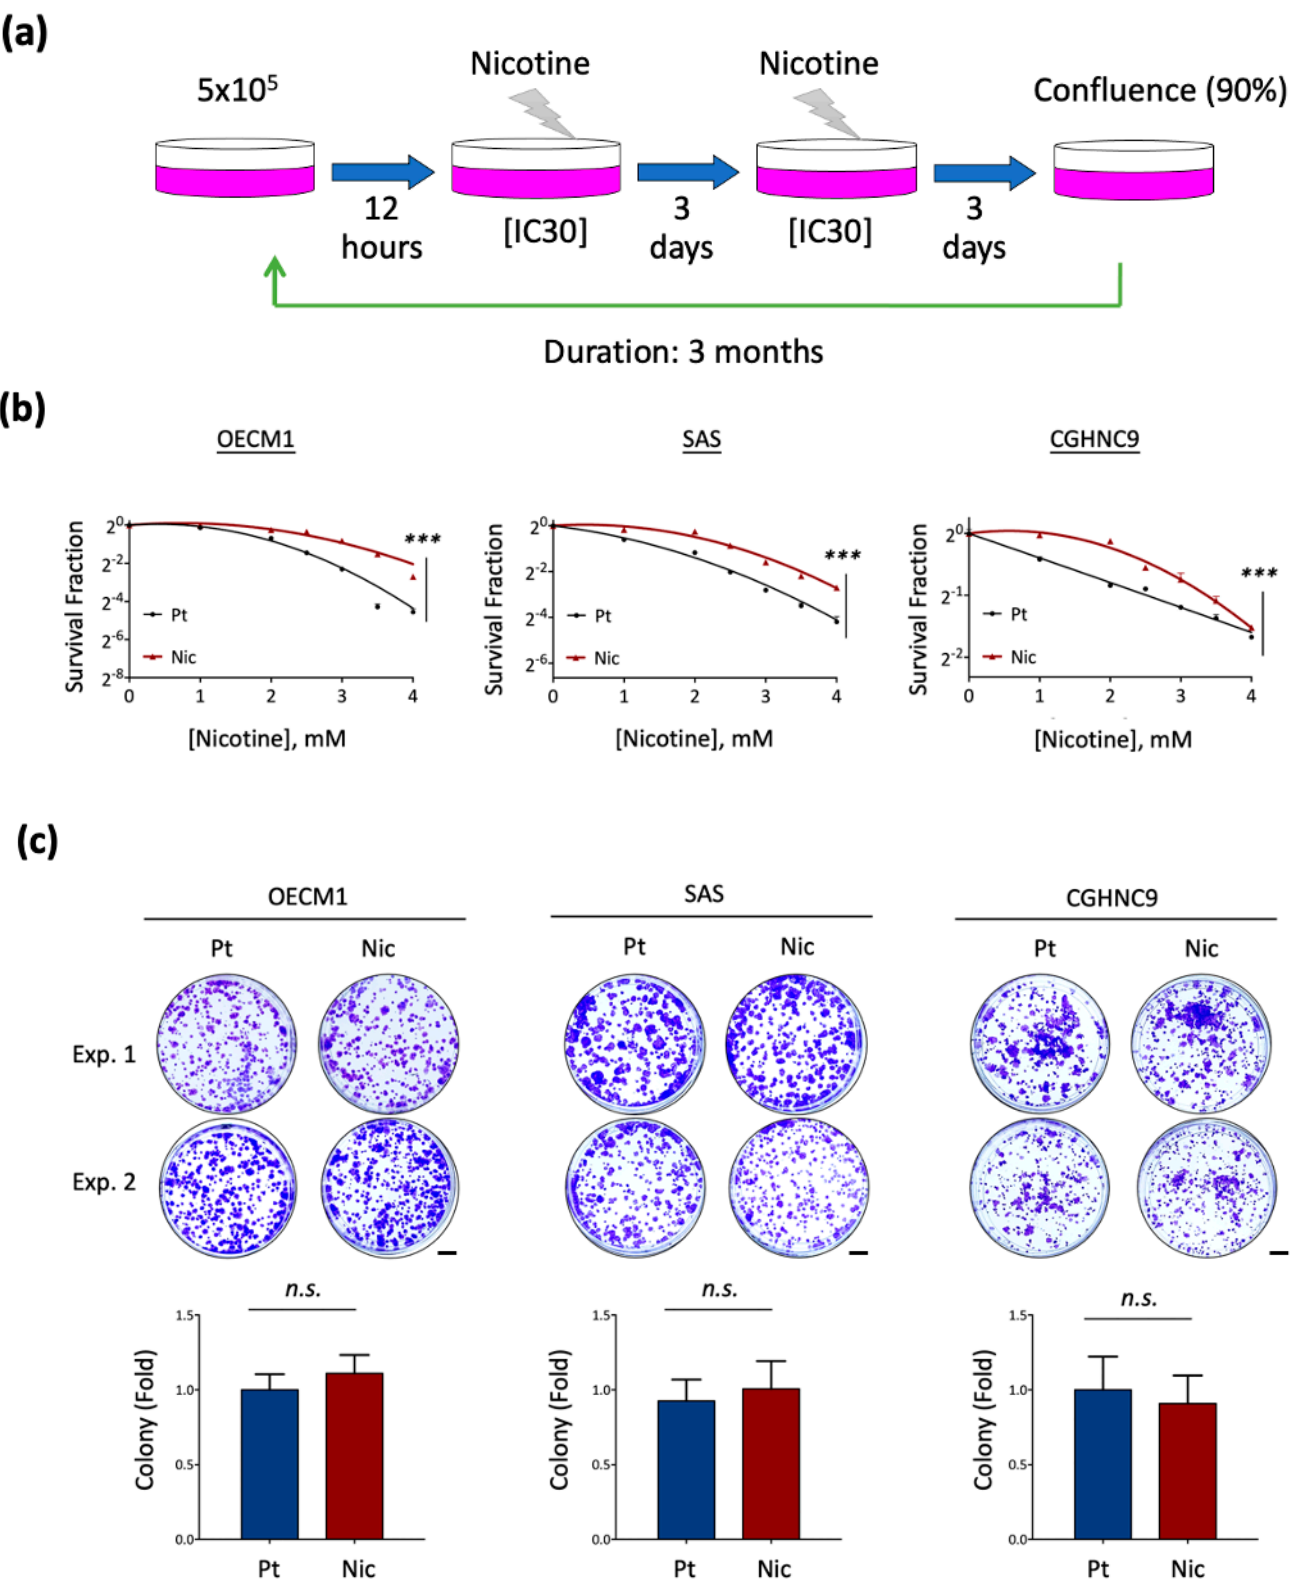 (a)
Nicotine Nicotine
5x10⁵ Confluence (90%)
12 hours [IC30] 3 days [IC30] 3 days
Duration: 3 months
(b)
OECM1 SAS CGHNC9
Survival Fraction
2⁰
2⁻²
2⁻⁴
2⁻⁶
2⁻⁸
Pt
Nic
***
0 1 2 3 4
[Nicotine], mM
Survival Fraction
2⁰
2⁻²
2⁻⁴
2⁻⁶
Pt
Nic
***
0 1 2 3 4
[Nicotine], mM
Survival Fraction
2⁰
2⁻¹
2⁻²
Pt
Nic
***
0 1 2 3 4
[Nicotine], mM
(c)
OECM1 SAS CGHNC9
Pt Nic Pt Nic Pt Nic
Exp. 1
Exp. 2
n.s.
Colony (Fold)
1.5
1.0
0.5
0.0
Pt Nic
n.s.
Colony (Fold)
1.5
1.0
0.5
0.0
Pt Nic
n.s.
Colony (Fold)
1.5
1.0
0.5
0.0
Pt Nic